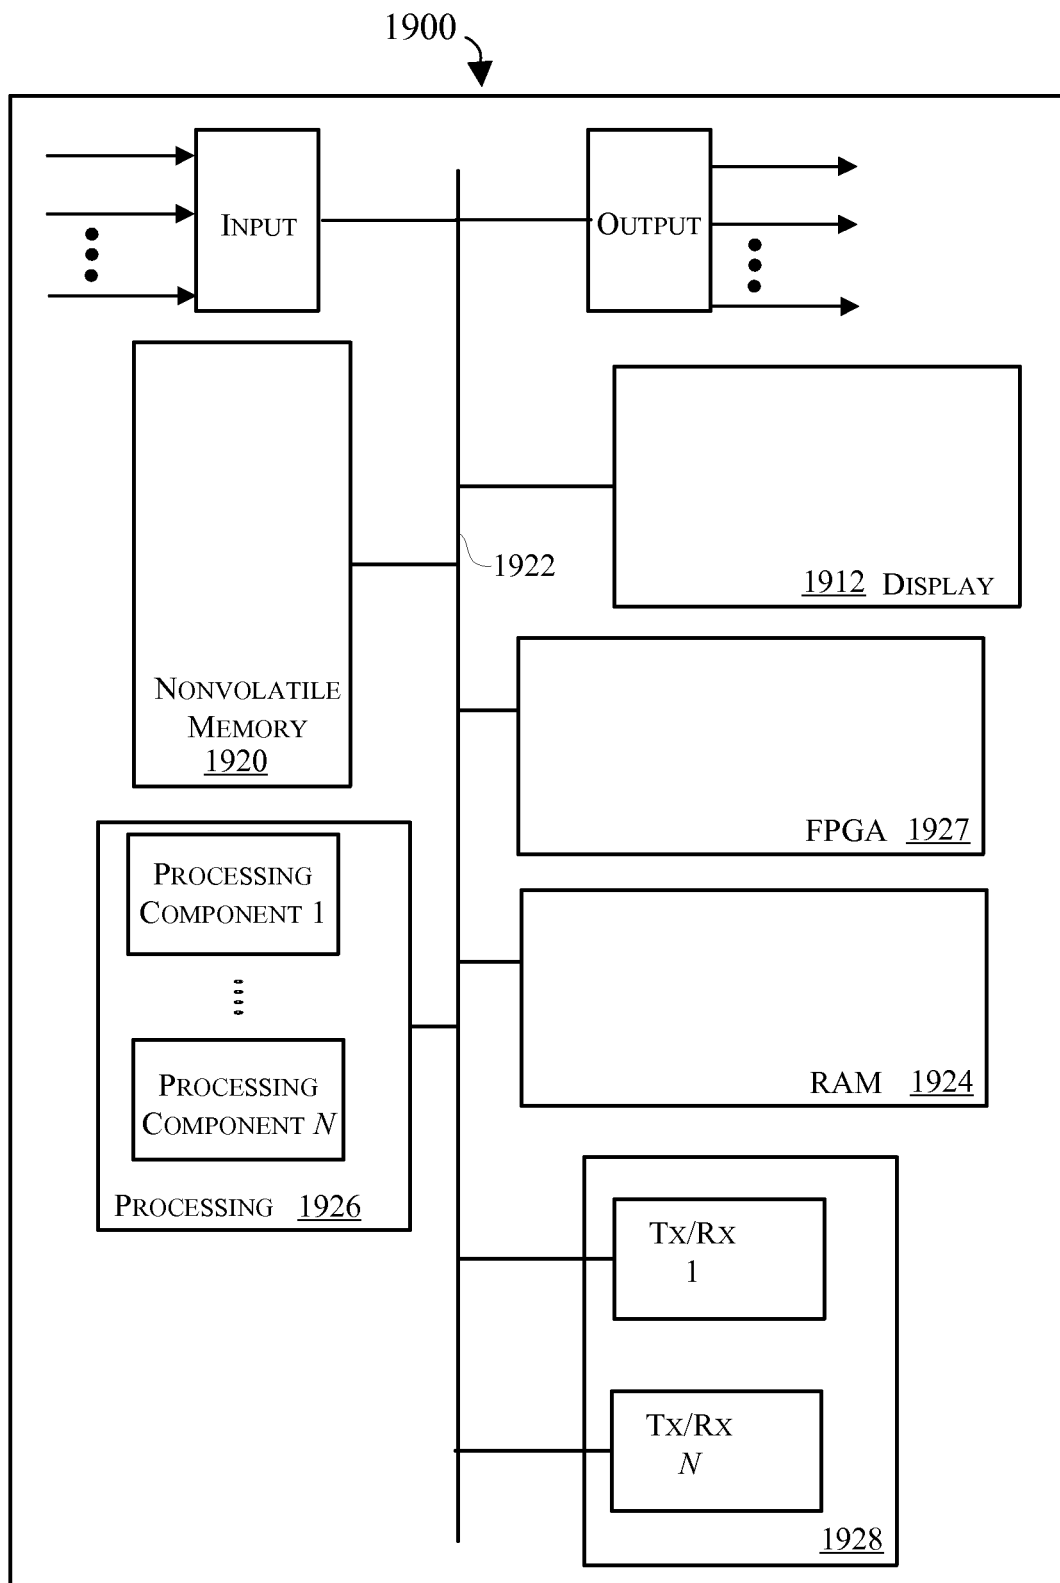 1900
INPUT
OUTPUT
1922
1912 DISPLAY
NONVOLATILE
MEMORY
1920
FPGA 1927
PROCESSING
COMPONENT 1
PROCESSING
COMPONENT N
PROCESSING 1926
RAM 1924
TX/RX
1
TX/RX
N
1928